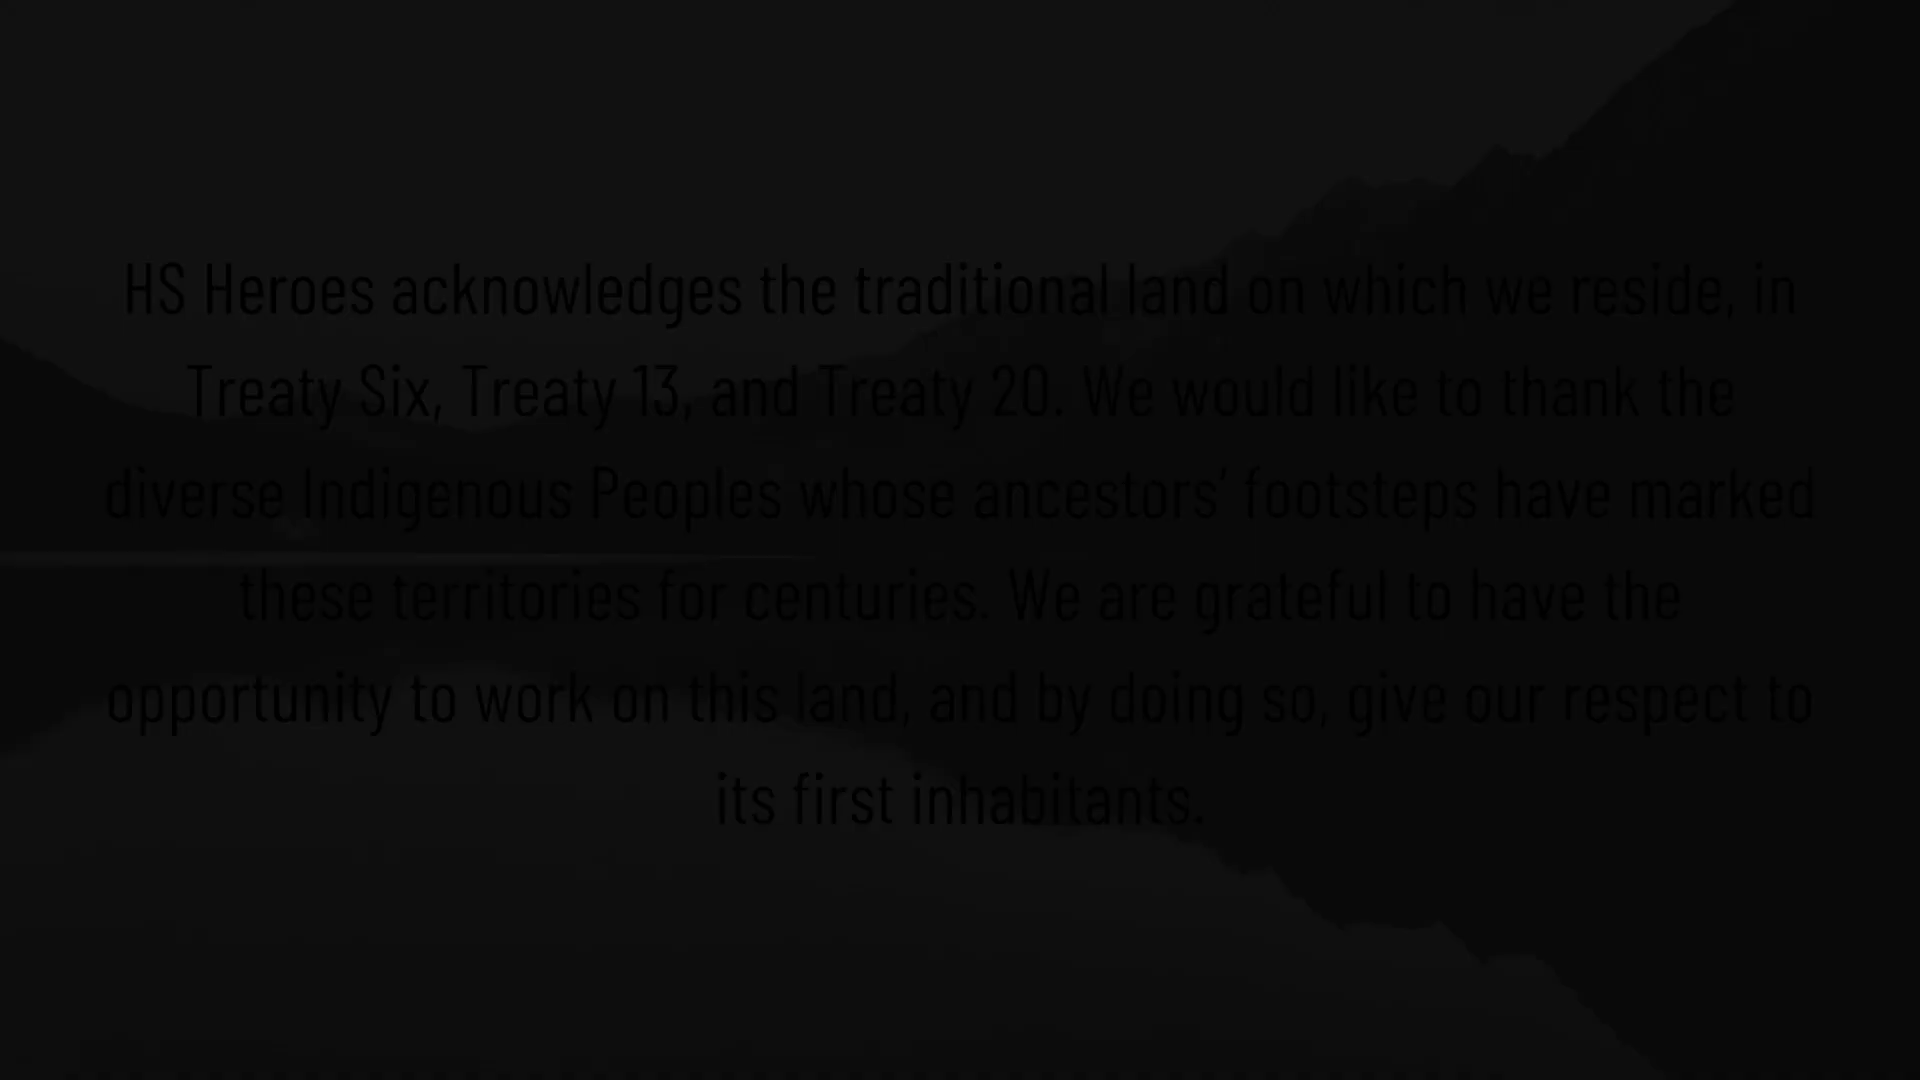 HS Heroes acknowledges the traditional land on which we reside, in
Treaty Six, Treaty 13, and Treaty 20. We would like to thank the
diverse Indigenous Peoples whose ancestors’ footsteps have marked
these territories for centuries. We are grateful to have the
opportunity to work on this land, and by doing so, give our respect to
its first inhabitants.